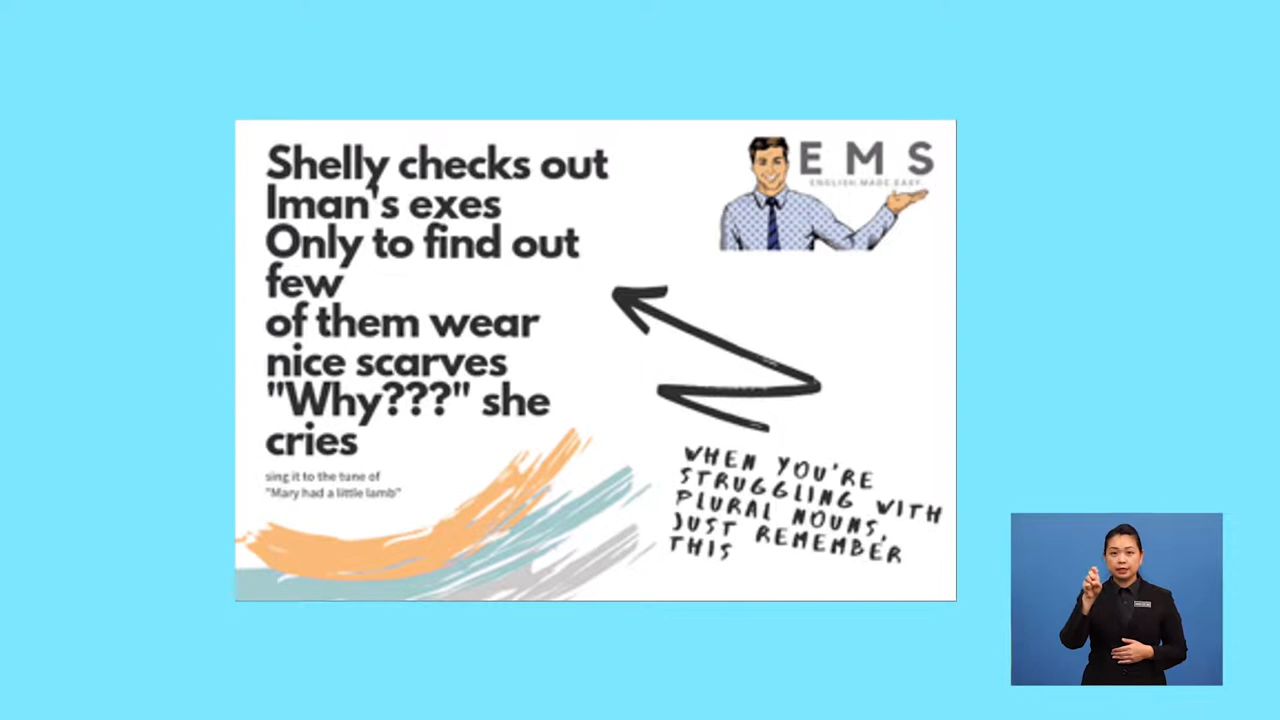 Shelly checks out
Iman's exes
Only to find out
few
of them wear
nice scarves
"Why???" she
cries
sing it to the tune of
"Mary had a little lamb"
E M S
ENGLISH.MADE.EASY.
WHEN YOU'RE
STRUGGLING WITH
PLURAL NOUNS,
JUST REMEMBER
THIS